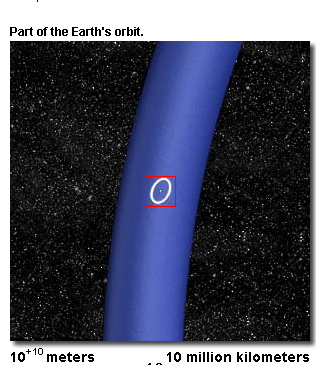 Part of the Earth's orbit.
10+10 meters 10 million kilometers